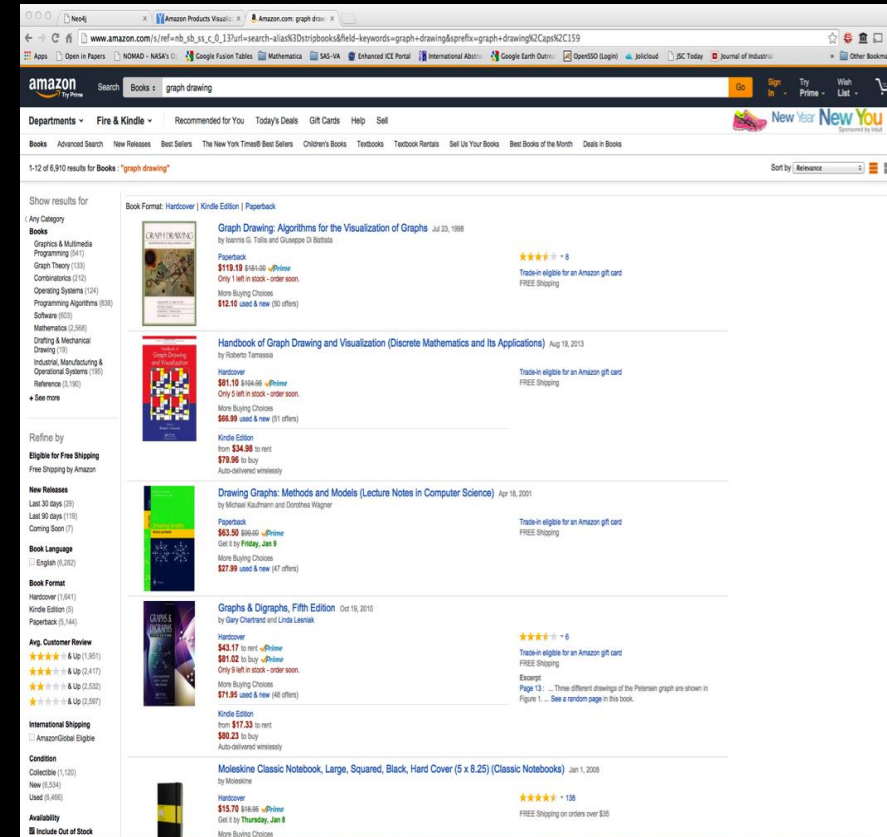 Neo4j
Amazon Products Visualiz
Amazon.com: graph draw
www.amazon.com/s/ref=nb_sb_ss_c_0_13?url=search-alias%3Dstripbooks&field-keywords=graph+drawing&sprefix=graph+drawing%2Caps%2C159
Apps Open in Papers NOMAD – NASA's Google Fusion Tables Mathematica SAS-VA Enhanced ICE Portal International Abstra Google Earth Outrea OpenSSO (Login) Jolicloud JSC Today Journal of Industrial » Other Bookma
amazon Search Books graph drawing Go Sign In Try Prime Wish List
Try Prime
Departments Fire & Kindle Recommended for You Today's Deals Gift Cards Help Sell New Year New You
Sponsored by Intuit
Books Advanced Search New Releases Best Sellers The New York Times® Best Sellers Children's Books Textbooks Textbook Rentals Sell Us Your Books Best Books of the Month Deals in Books
1-12 of 6,910 results for Books : "graph drawing" Sort by Relevance
Show results for
‹ Any Category
Books
Graphics & Multimedia
Programming (541)
Graph Theory (133)
Combinatorics (212)
Operating Systems (124)
Programming Algorithms (838)
Software (603)
Mathematics (2,568)
Drafting & Mechanical
Drawing (19)
Industrial, Manufacturing &
Operational Systems (195)
Reference (3,190)
+ See more
Refine by
Eligible for Free Shipping
Free Shipping by Amazon
New Releases
Last 30 days (29)
Last 90 days (119)
Coming Soon (7)
Book Language
English (6,282)
Book Format
Hardcover (1,641)
Kindle Edition (5)
Paperback (5,144)
Avg. Customer Review
& Up (1,951)
& Up (2,417)
& Up (2,532)
& Up (2,597)
International Shipping
AmazonGlobal Eligible
Condition
Collectible (1,120)
New (6,534)
Used (6,466)
Availability
Include Out of Stock
Book Format: Hardcover | Kindle Edition | Paperback
GRAPH DRAWING
Graph Drawing: Algorithms for the Visualization of Graphs Jul 23, 1998
by Ioannis G. Tollis and Giuseppe Di Battista
Paperback
$119.19 $161.00 Prime
Only 1 left in stock - order soon.
More Buying Choices
$12.10 used & new (50 offers)
8
Trade-in eligible for an Amazon gift card
FREE Shipping
Graph Drawing
and Visualization
Handbook of Graph Drawing and Visualization (Discrete Mathematics and Its Applications) Aug 19, 2013
by Roberto Tamassia
Hardcover
$81.10 $104.95 Prime
Only 5 left in stock - order soon.
More Buying Choices
$66.99 used & new (51 offers)
Kindle Edition
from $34.98 to rent
$79.96 to buy
Auto-delivered wirelessly
Trade-in eligible for an Amazon gift card
FREE Shipping
Drawing Graphs: Methods and Models (Lecture Notes in Computer Science) Apr 18, 2001
by Michael Kaufmann and Dorothea Wagner
Paperback
$63.50 $99.00 Prime
Get it by Friday, Jan 9
More Buying Choices
$27.99 used & new (47 offers)
Trade-in eligible for an Amazon gift card
FREE Shipping
GRAPHS &
DIGRAPHS
Graphs & Digraphs, Fifth Edition Oct 19, 2010
by Gary Chartrand and Linda Lesniak
Hardcover
$43.17 to rent Prime
$81.02 to buy Prime
Only 9 left in stock - order soon.
More Buying Choices
$71.95 used & new (48 offers)
Kindle Edition
from $17.33 to rent
$80.23 to buy
Auto-delivered wirelessly
6
Trade-in eligible for an Amazon gift card
FREE Shipping
Excerpt
Page 13 : ... Three different drawings of the Petersen graph are shown in
Figure 1. ... See a random page in this book.
Moleskine Classic Notebook, Large, Squared, Black, Hard Cover (5 x 8.25) (Classic Notebooks) Jan 1, 2008
by Moleskine
Hardcover
$15.70 $18.95 Prime
Get it by Thursday, Jan 8
More Buying Choices
138
FREE Shipping on orders over $35